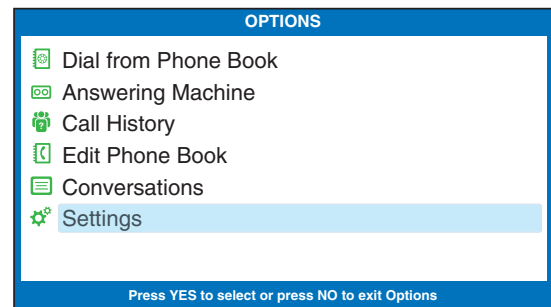 OPTIONS
Dial from Phone Book
Answering Machine
Call History
Edit Phone Book
Conversations
Settings
Press YES to select or press NO to exit Options